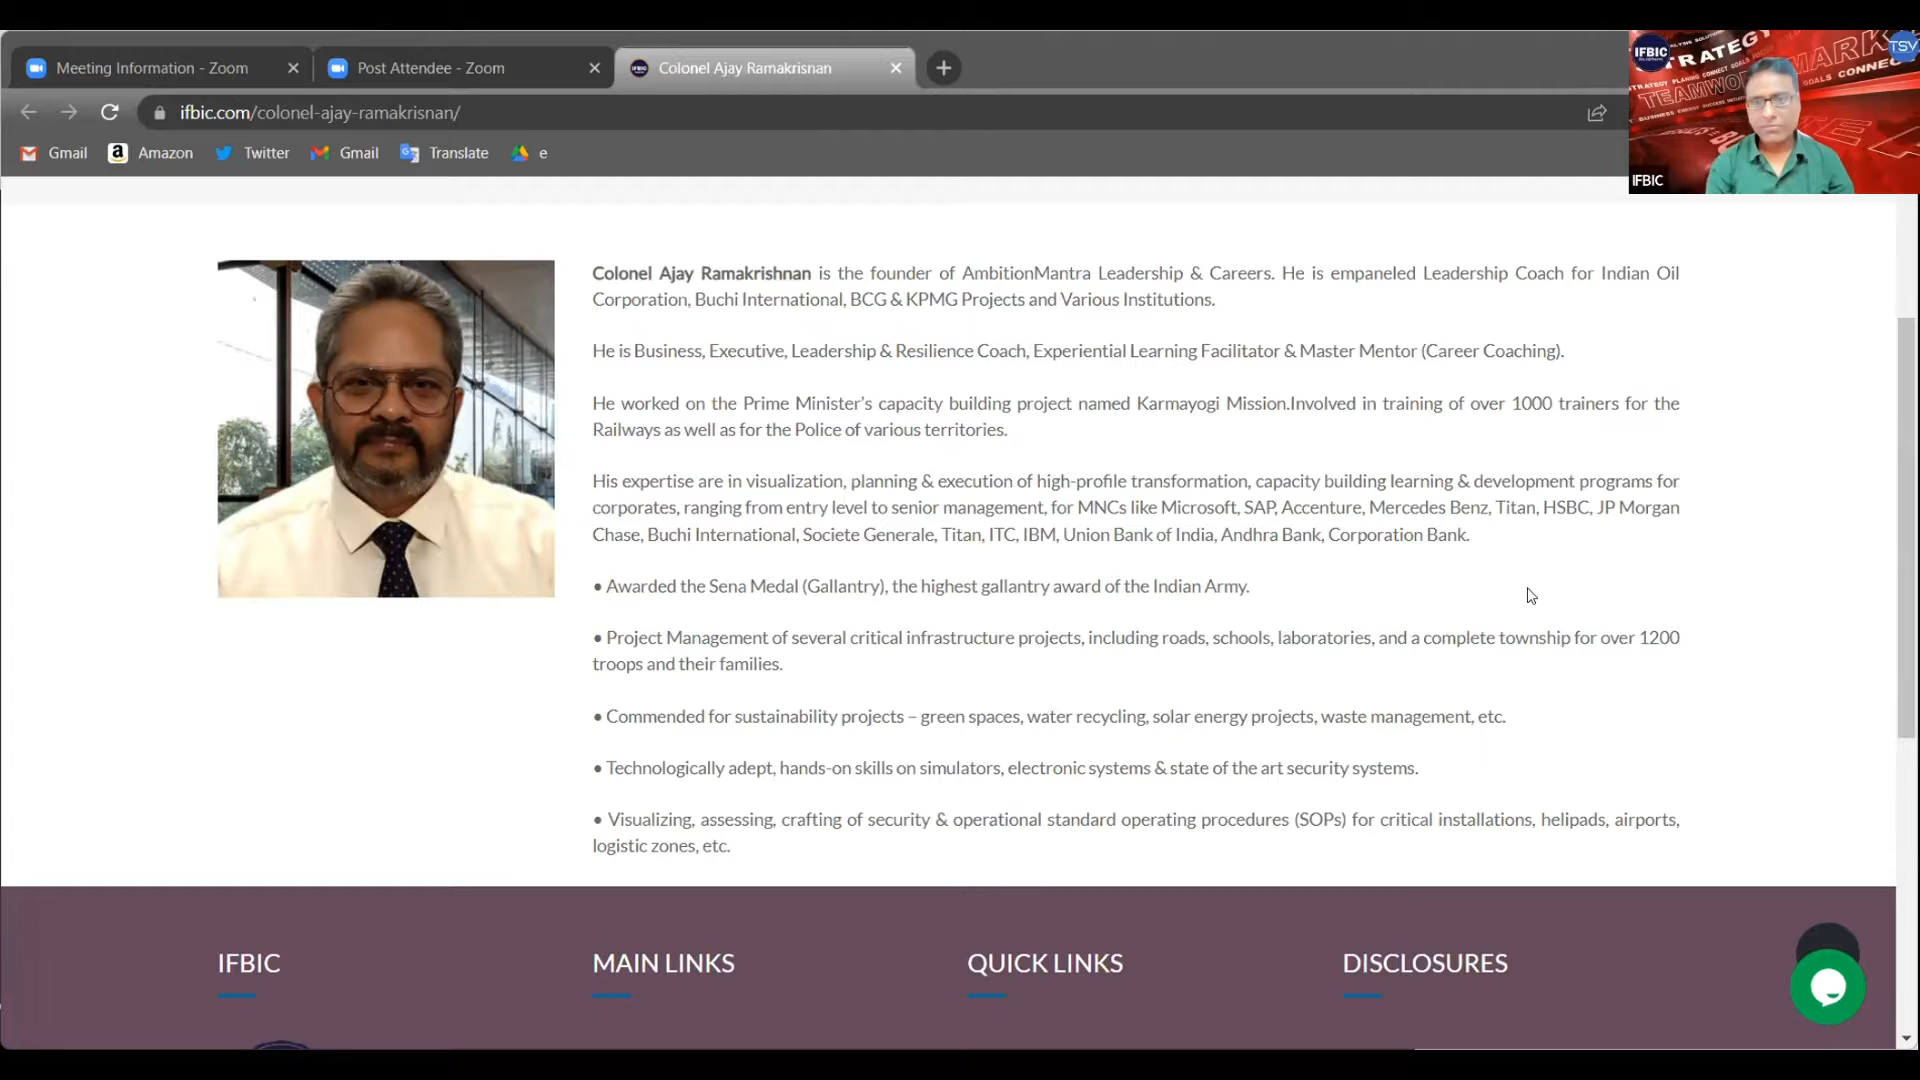 Meeting Information - Zoom
Post Attendee - Zoom
Colonel Ajay Ramakrisnan
ifbic.com/colonel-ajay-ramakrisnan/
Gmail
Amazon
Twitter
Gmail
Translate
e
IFBIC
TSV
STRATEGY
TEAMWORK
IFBIC
Colonel Ajay Ramakrishnan is the founder of AmbitionMantra Leadership & Careers. He is empaneled Leadership Coach for Indian Oil
Corporation, Buchi International, BCG & KPMG Projects and Various Institutions.
He is Business, Executive, Leadership & Resilience Coach, Experiential Learning Facilitator & Master Mentor (Career Coaching).
He worked on the Prime Minister's capacity building project named Karmayogi Mission.Involved in training of over 1000 trainers for the
Railways as well as for the Police of various territories.
His expertise are in visualization, planning & execution of high-profile transformation, capacity building learning & development programs for
corporates, ranging from entry level to senior management, for MNCs like Microsoft, SAP, Accenture, Mercedes Benz, Titan, HSBC, JP Morgan
Chase, Buchi International, Societe Generale, Titan, ITC, IBM, Union Bank of India, Andhra Bank, Corporation Bank.
• Awarded the Sena Medal (Gallantry), the highest gallantry award of the Indian Army.
• Project Management of several critical infrastructure projects, including roads, schools, laboratories, and a complete township for over 1200
troops and their families.
• Commended for sustainability projects – green spaces, water recycling, solar energy projects, waste management, etc.
• Technologically adept, hands-on skills on simulators, electronic systems & state of the art security systems.
• Visualizing, assessing, crafting of security & operational standard operating procedures (SOPs) for critical installations, helipads, airports,
logistic zones, etc.
IFBIC
MAIN LINKS
QUICK LINKS
DISCLOSURES